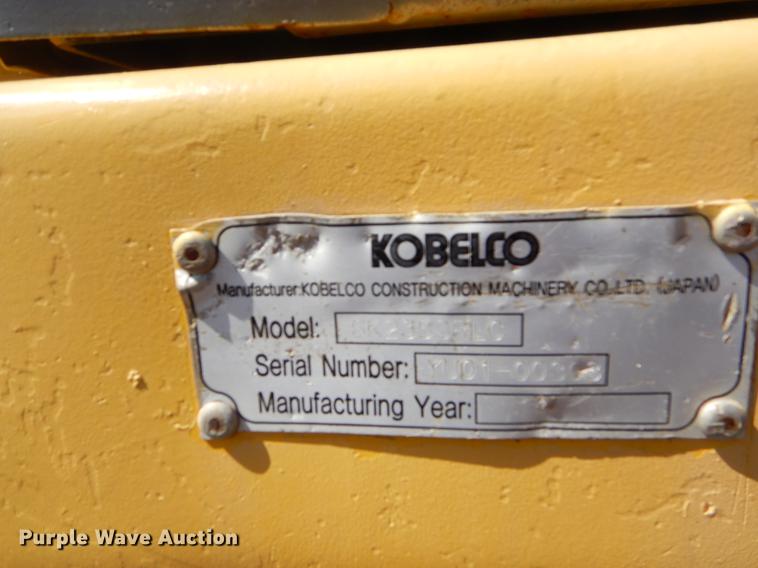 KOBELCO
Manufacturer:KOBELCO CONSTRUCTION MACHINERY CO.,LTD. (JAPAN)
Model:
Serial Number:
Manufacturing Year:
Purple Wave Auction